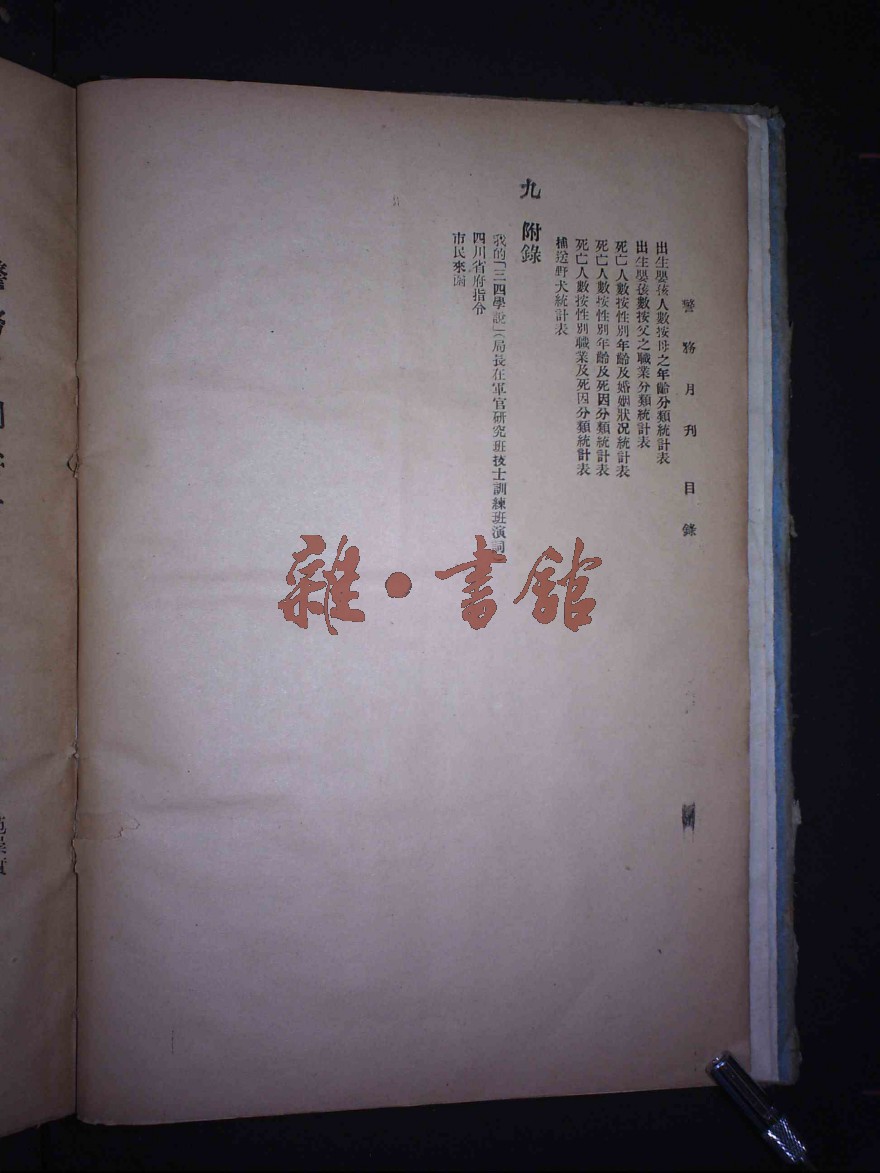 警務月刊目錄
出生嬰孩人數按母之年齡分類統計表
出生嬰孩數按父之職業分類統計表
死亡人數按性別年齡及婚姻狀况統計表
死亡人數按性別年齡及死因分類統計表
死亡人數按性別職業及死因分類統計表
捕送野犬統計表
九 附錄
我的「三四學說」(局長在軍官研究班技士訓練班演詞
四川省府指令
市民來函
雜·書館